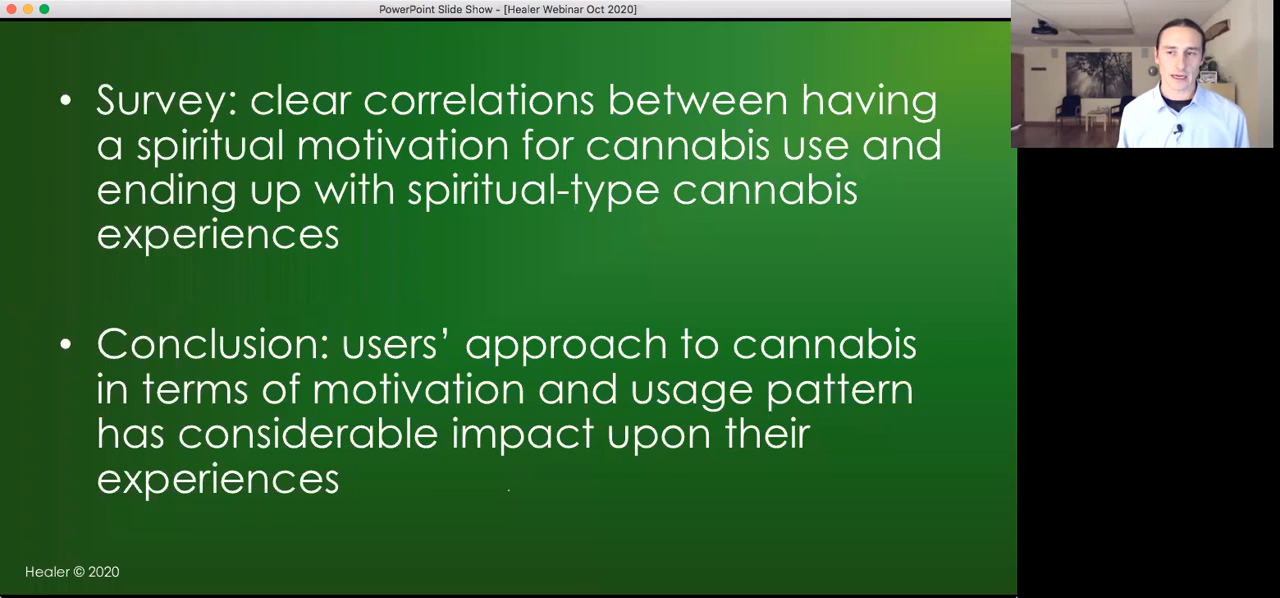 PowerPoint Slide Show - [Healer Webinar Oct 2020]
• Survey: clear correlations between having
a spiritual motivation for cannabis use and
ending up with spiritual-type cannabis
experiences
• Conclusion: users’ approach to cannabis
in terms of motivation and usage pattern
has considerable impact upon their
experiences
Healer © 2020